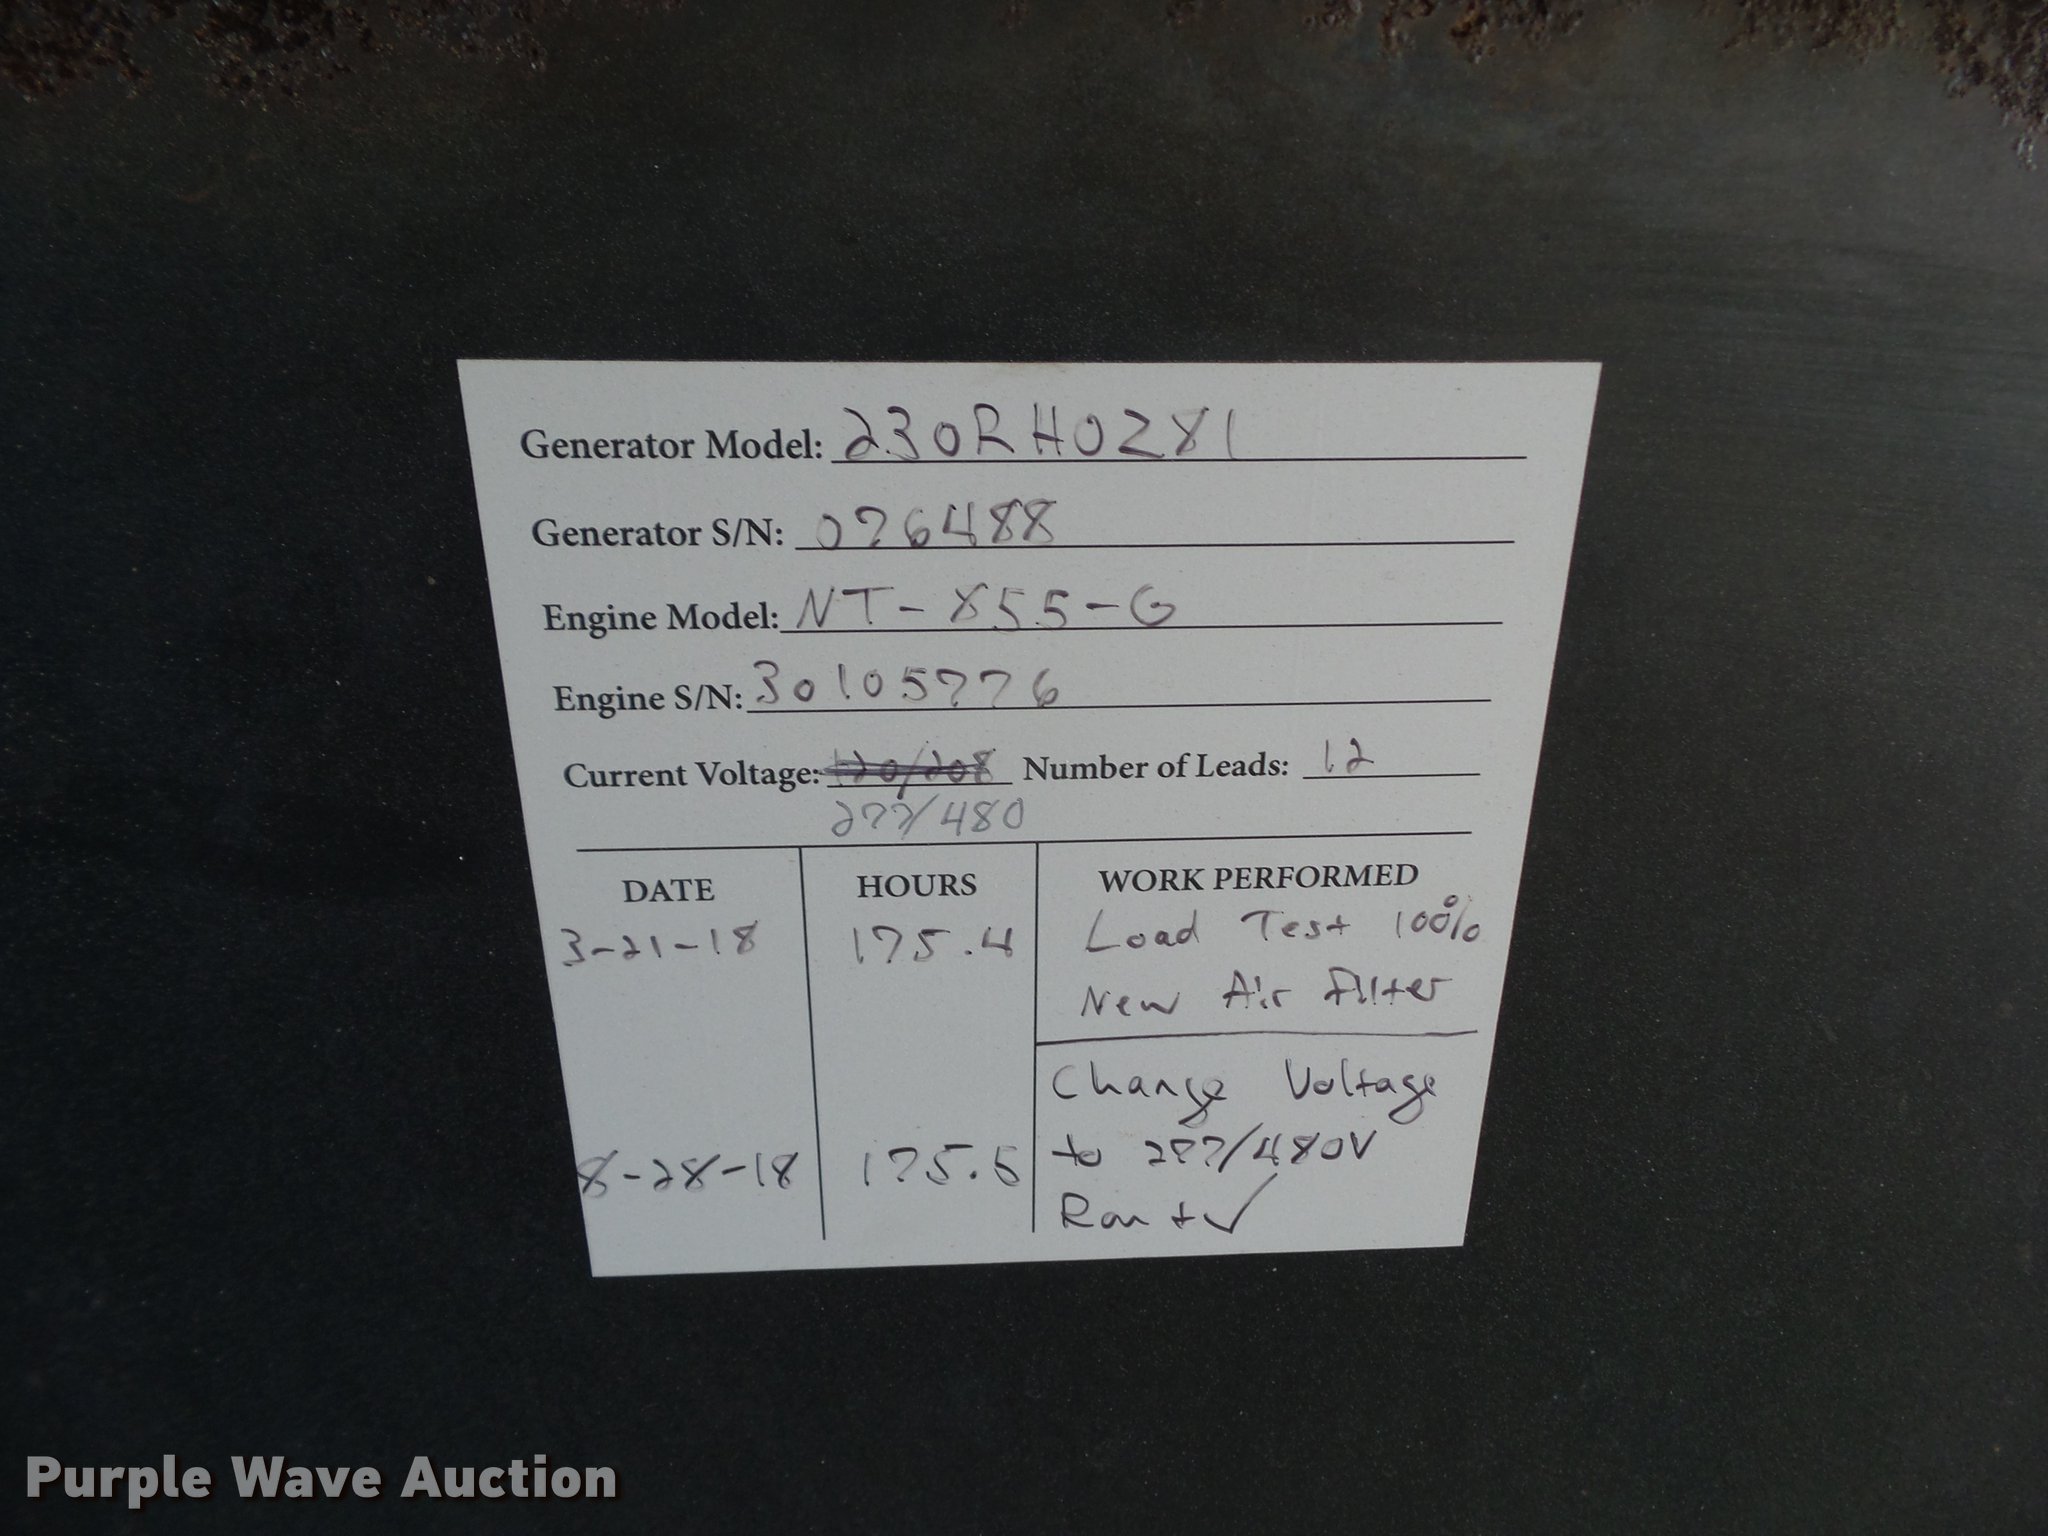 Generator Model: 230RH0Z81
Generator S/N: 076488
Engine Model: NT-855-G
Engine S/N: 30105776
Current Voltage: 120/208 Number of Leads: 12
277/480
DATE HOURS WORK PERFORMED
3-21-18 175.4 Load Test 100%
New Air Filter
Change Voltage
8-28-18 175.5 to 277/480V
Ran + ✓
Purple Wave Auction